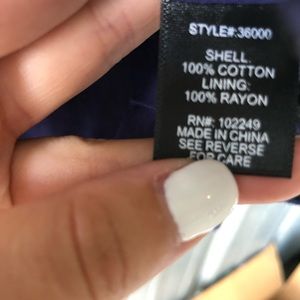 STYLE#:36000
SHELL:
100% COTTON
LINING:
100% RAYON
RN#: 102249
MADE IN CHINA
SEE REVERSE
FOR CARE